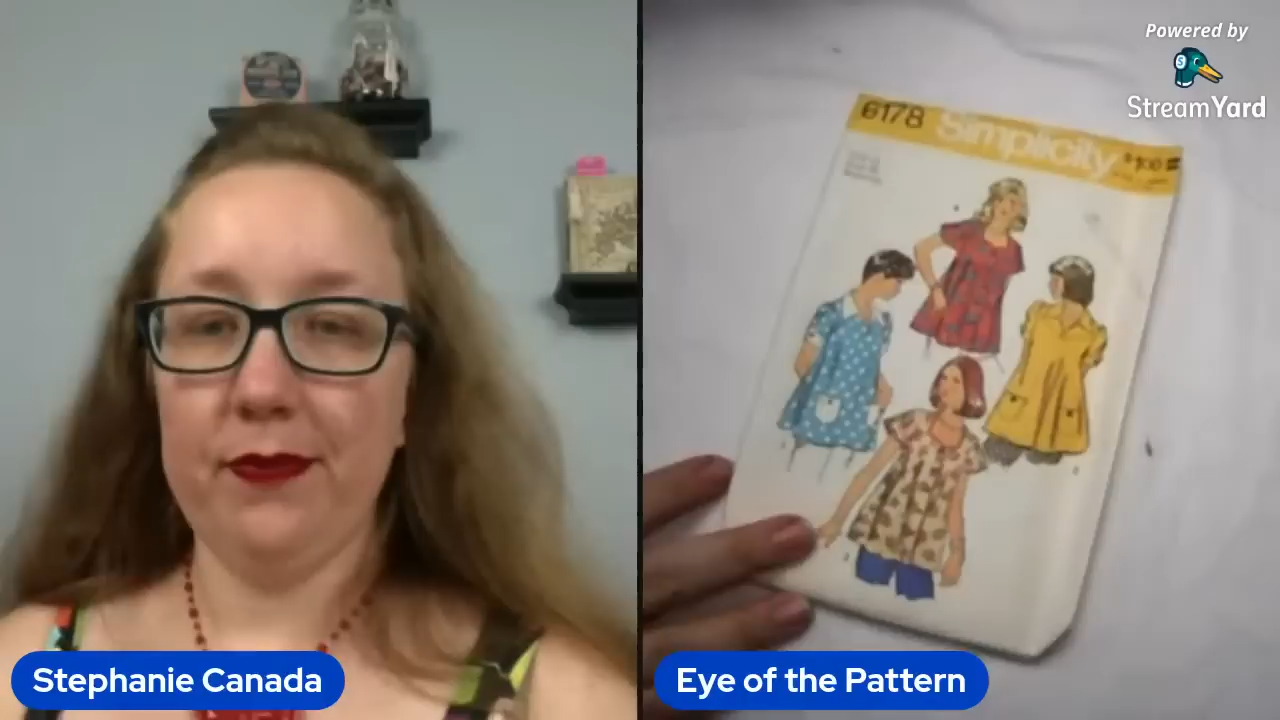 Powered by
StreamYard
6178 Simplicity
Stephanie Canada
Eye of the Pattern